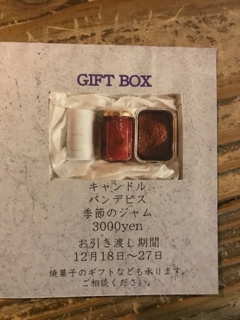 GIFT BOX
キャンドル
パンデピス
季節のジャム
3000yen
お引き渡し期間
12月18日〜27日
焼菓子のギフトなども承ります。
ご相談ください。